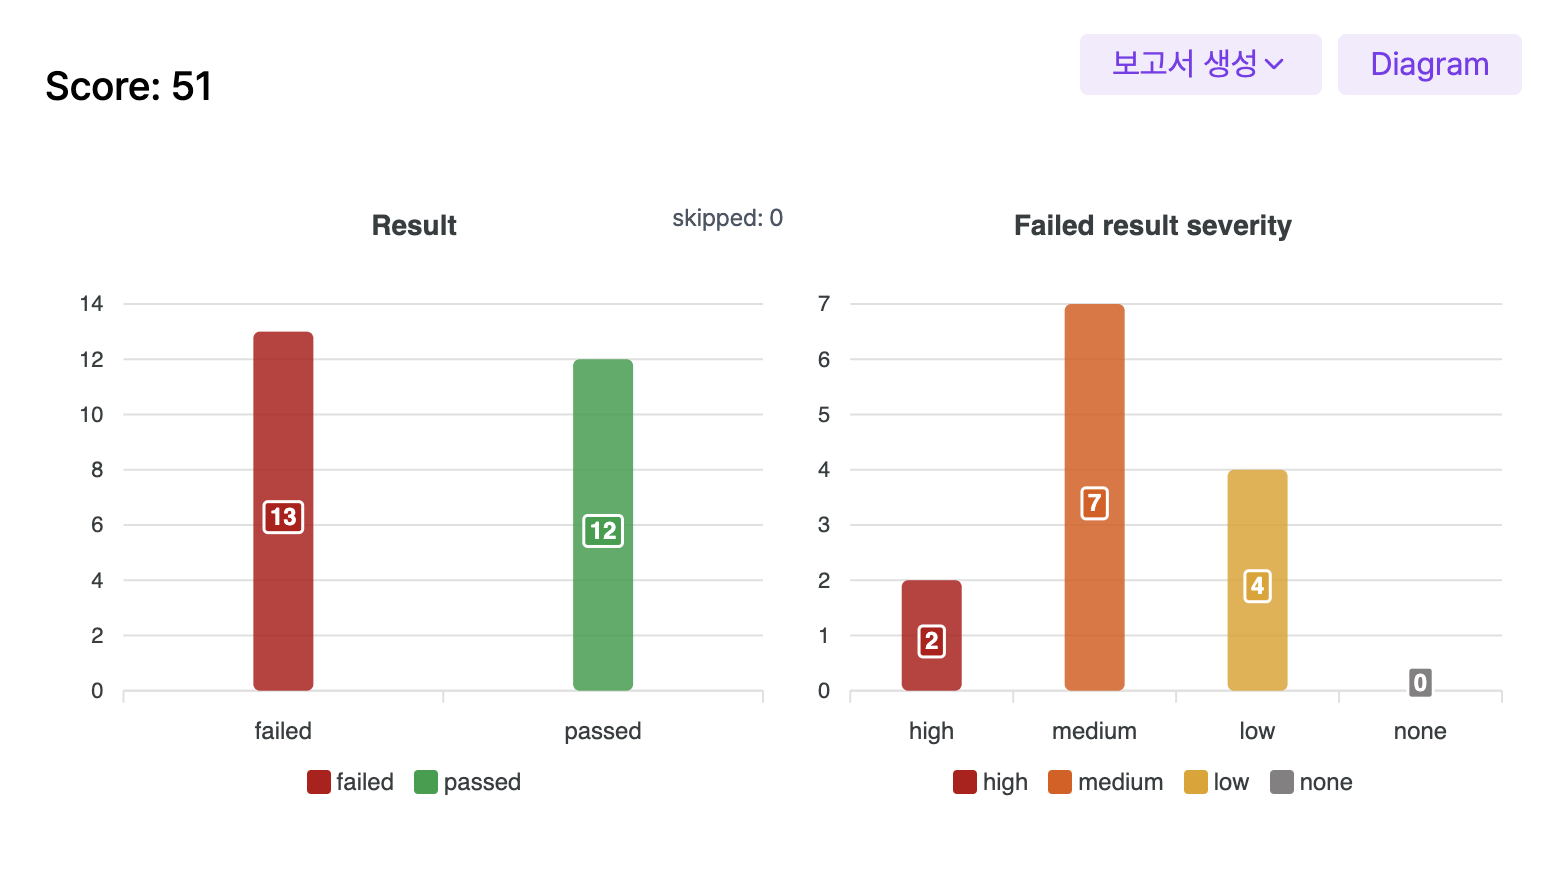 Score: 51
보고서 생성
Diagram
Result
skipped: 0
14
12
10
8
6
4
2
0
13
12
failed
passed
failed
passed
Failed result severity
7
6
5
4
3
2
1
0
2
7
4
0
high
medium
low
none
high
medium
low
none